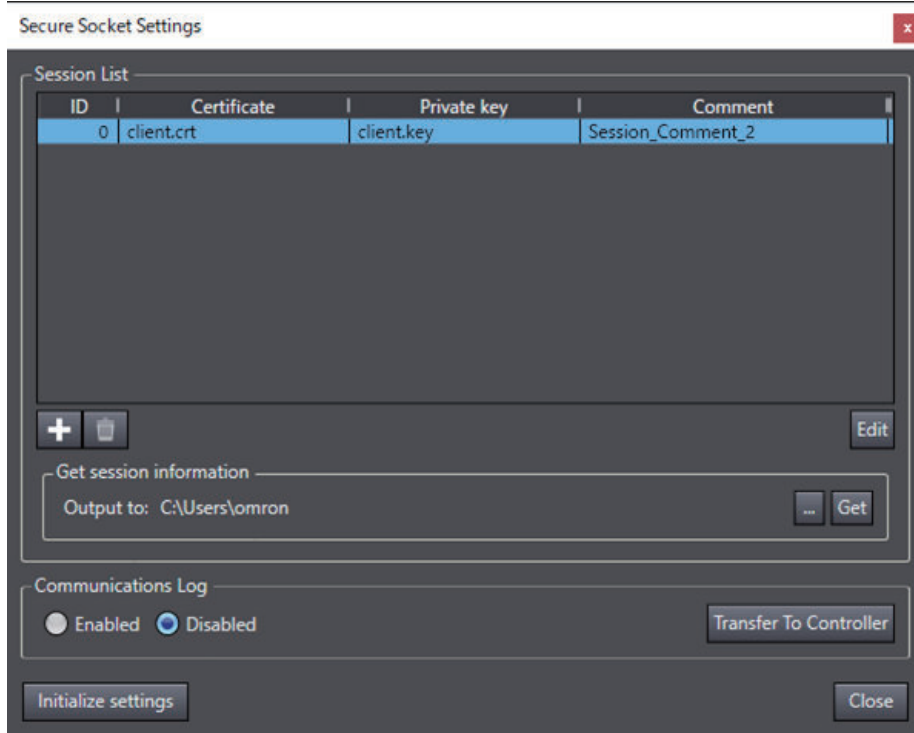 Secure Socket Settings
x
Session List
ID Certificate Private key Comment
0 client.crt client.key Session_Comment_2
Edit
Get session information
Output to: C:\Users\omron ... Get
Communications Log
Enabled Disabled Transfer To Controller
Initialize settings Close